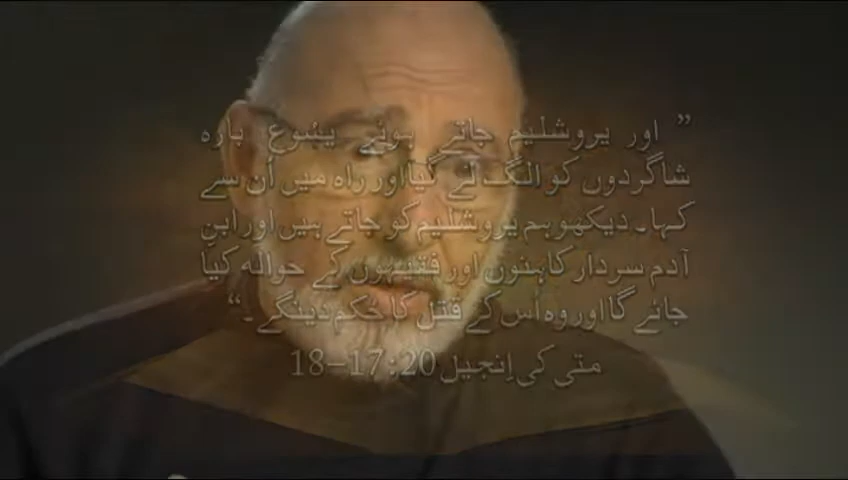 ” اور یروشلیم جاتے ہوئے یسُوع بارہ
شاگردوں کو الگ لے گیا اور راہ میں اُن سے
کہا۔ دیکھو ہم یروشلیم کو جاتے ہیں اور ابنِ
آدم سردار کاہنوں اور فقیہوں کے حوالہ کیا
جائے گا اور وہ اُس کے قتل کا حکم دینگے۔“
متی کی اِنجیل 20:17-18